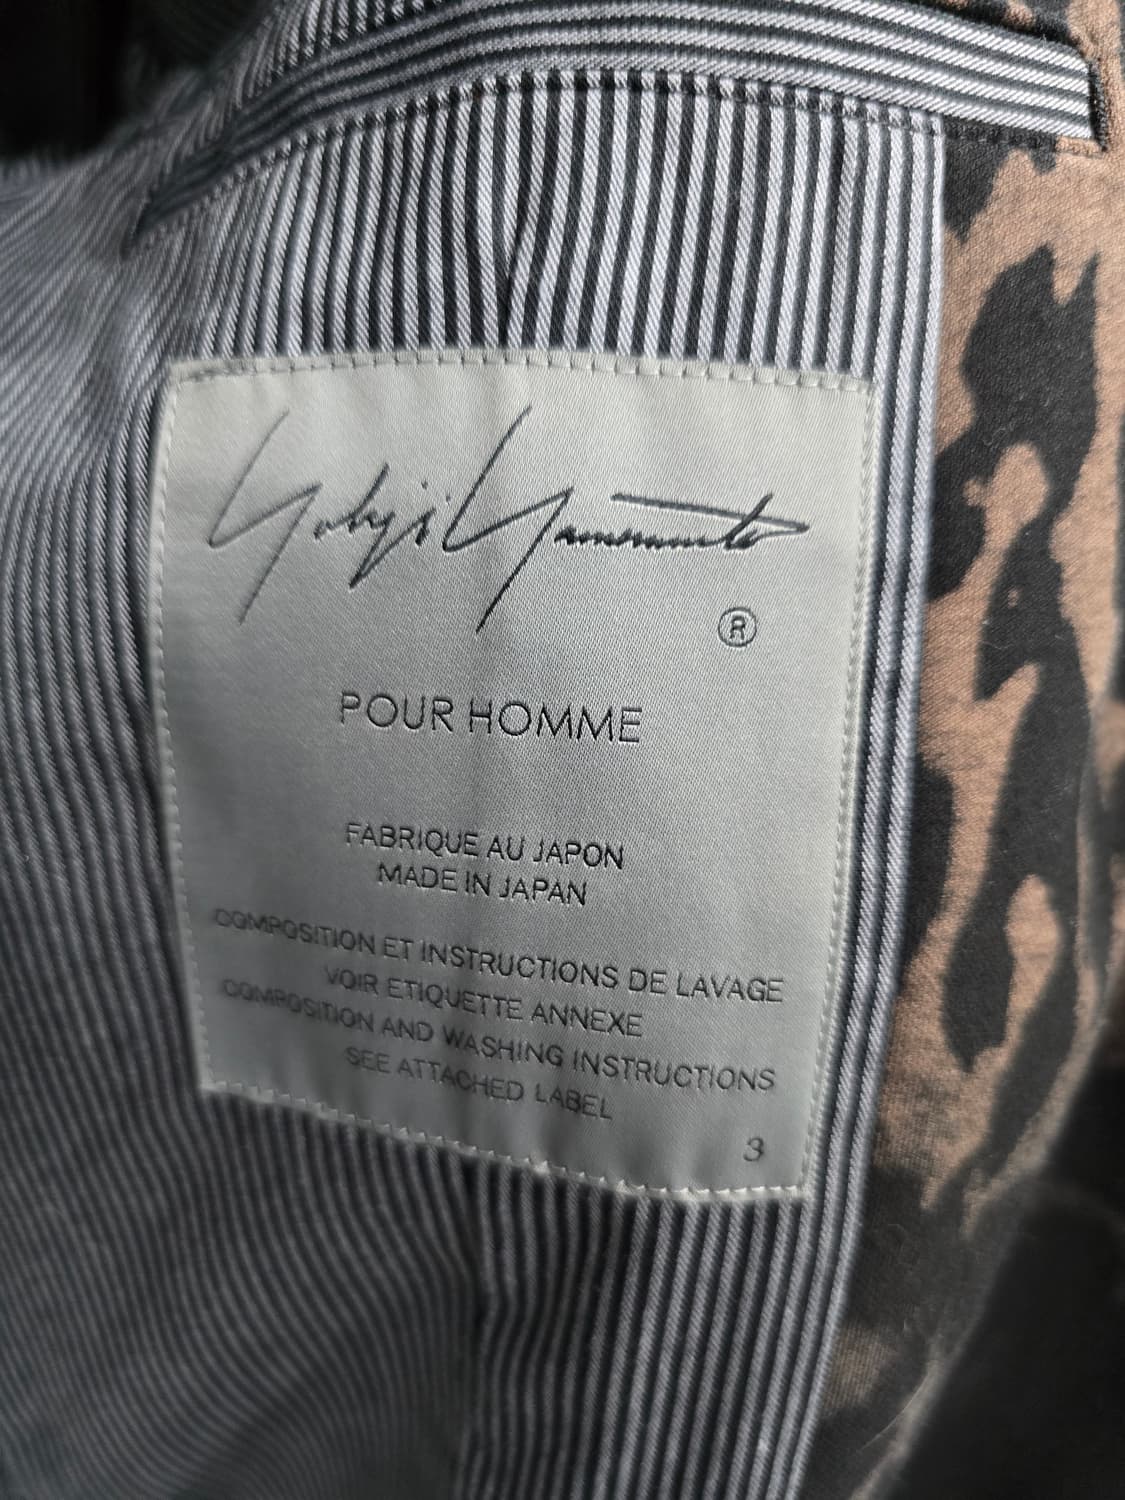 Yohji Yamamoto
®
POUR HOMME
FABRIQUE AU JAPON
MADE IN JAPAN
COMPOSITION ET INSTRUCTIONS DE LAVAGE
VOIR ETIQUETTE ANNEXE
COMPOSITION AND WASHING INSTRUCTIONS
SEE ATTACHED LABEL
3